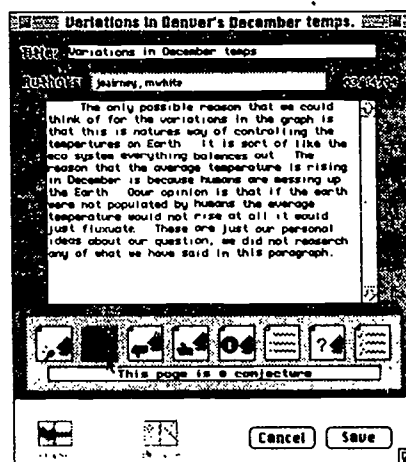 Variations in Denver's December temps.
Title Variations in December temps
Authors jkairney, mwhite
The only possible reason that we could
think of for the variations in the graph is
that this is natures way of controlling the
tempertures on Earth It is sort of like the
eco system everything balences out The
reason that the average temperature is rising
in December is because humans are messing up
the Earth Oour opinion is that if the earth
were not populated by humans the average
temperature would not rise at all it would
just fluxuate. These are just our personal
ideas about our question, we did not reaserch
any of what we have said in this paragraph.
?
This page is a conjecture
Cancel Save